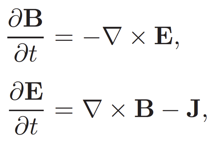 ∂𝐁/∂t = −∇ × 𝐄,
∂𝐄/∂t = ∇ × 𝐁 − 𝐉,